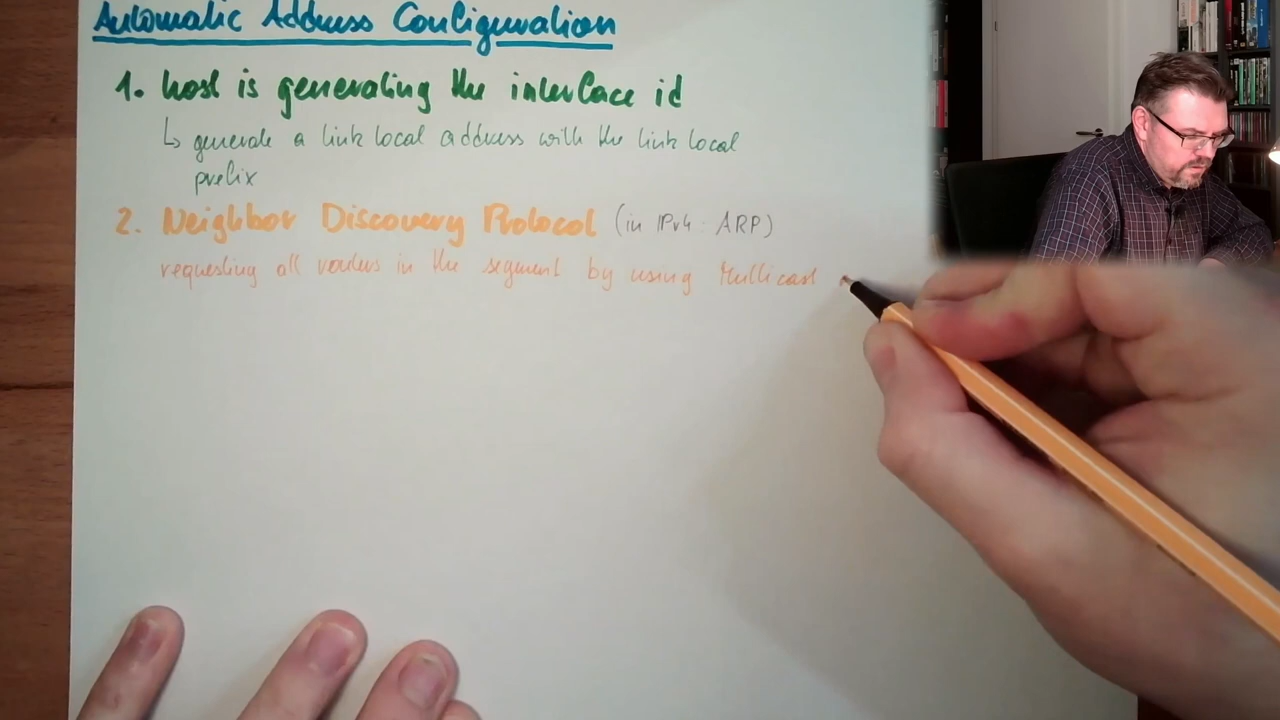 Automatic Address Configuration
1. host is generating the interface id
↳ generate a link local address with the link local
prefix
2. Neighbor Discovery Protocol (in IPv4: ARP)
requesting all routers in the segment by using Multicast